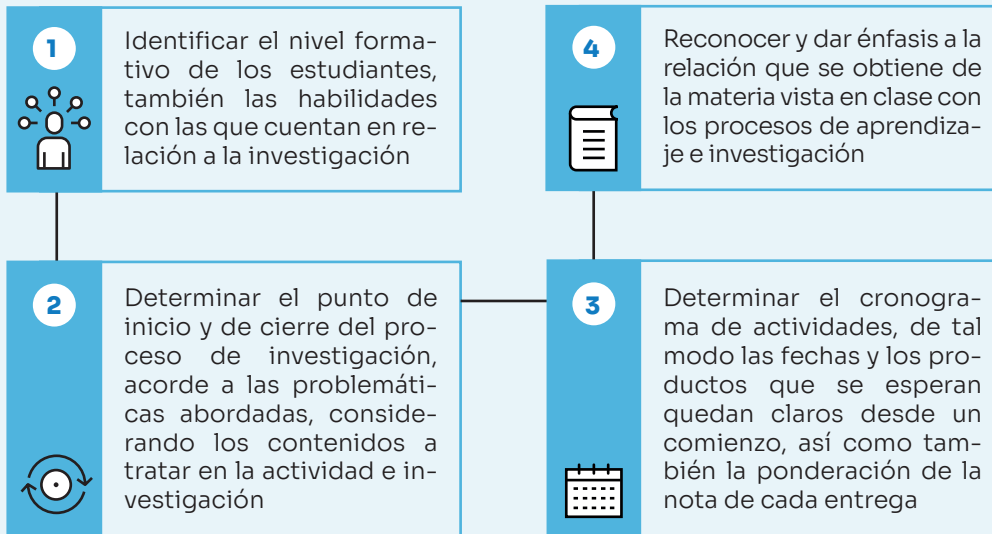 1
Identificar el nivel forma-
tivo de los estudiantes,
también las habilidades
con las que cuentan en re-
lación a la investigación
2
Determinar el punto de
inicio y de cierre del pro-
ceso de investigación,
acorde a las problemáti-
cas abordadas, conside-
rando los contenidos a
tratar en la actividad e in-
vestigación
3
Determinar el cronogra-
ma de actividades, de tal
modo las fechas y los pro-
ductos que se esperan
quedan claros desde un
comienzo, así como tam-
bién la ponderación de la
nota de cada entrega
4
Reconocer y dar énfasis a la
relación que se obtiene de
la materia vista en clase con
los procesos de aprendiza-
je e investigación